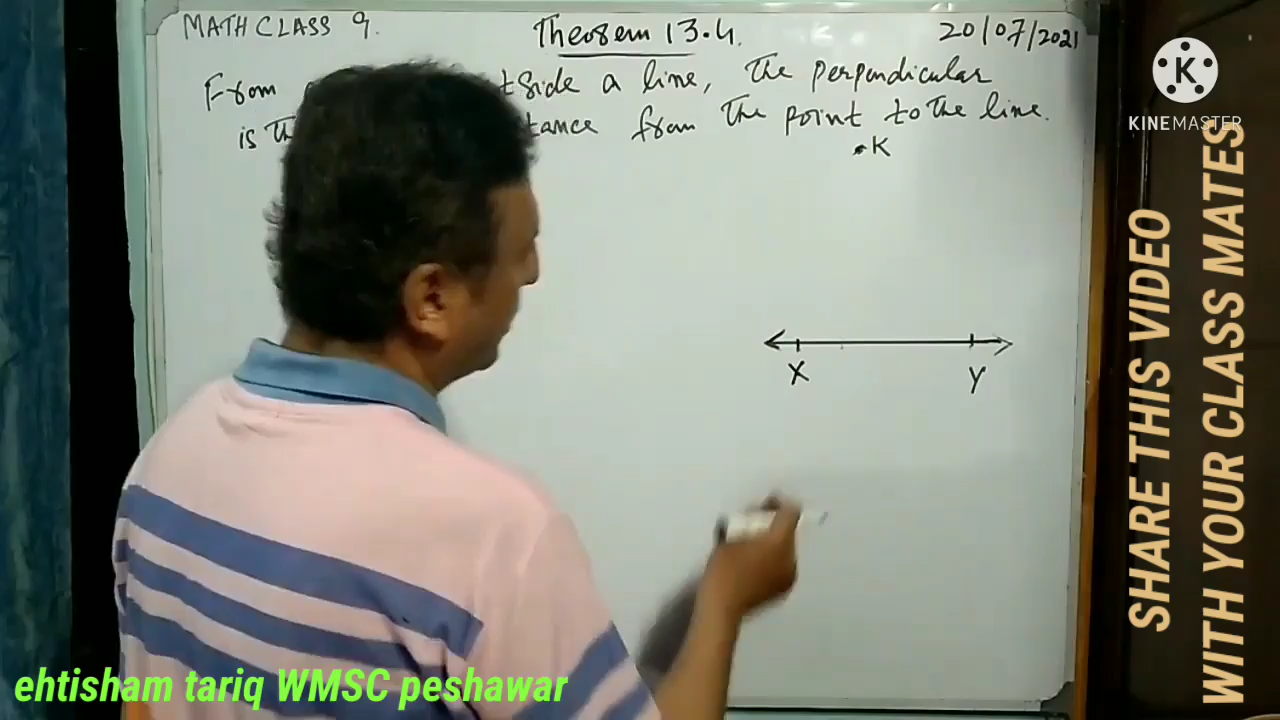 MATH CLASS 9.
Theorem 13.4.
20/07/2021
From tside a line, the perpendicular
is th tance from the point to the line.
K
X
Y
K
KINEMASTER
SHARE THIS VIDEO
WITH YOUR CLASS MATES
ehtisham tariq WMSC peshawar